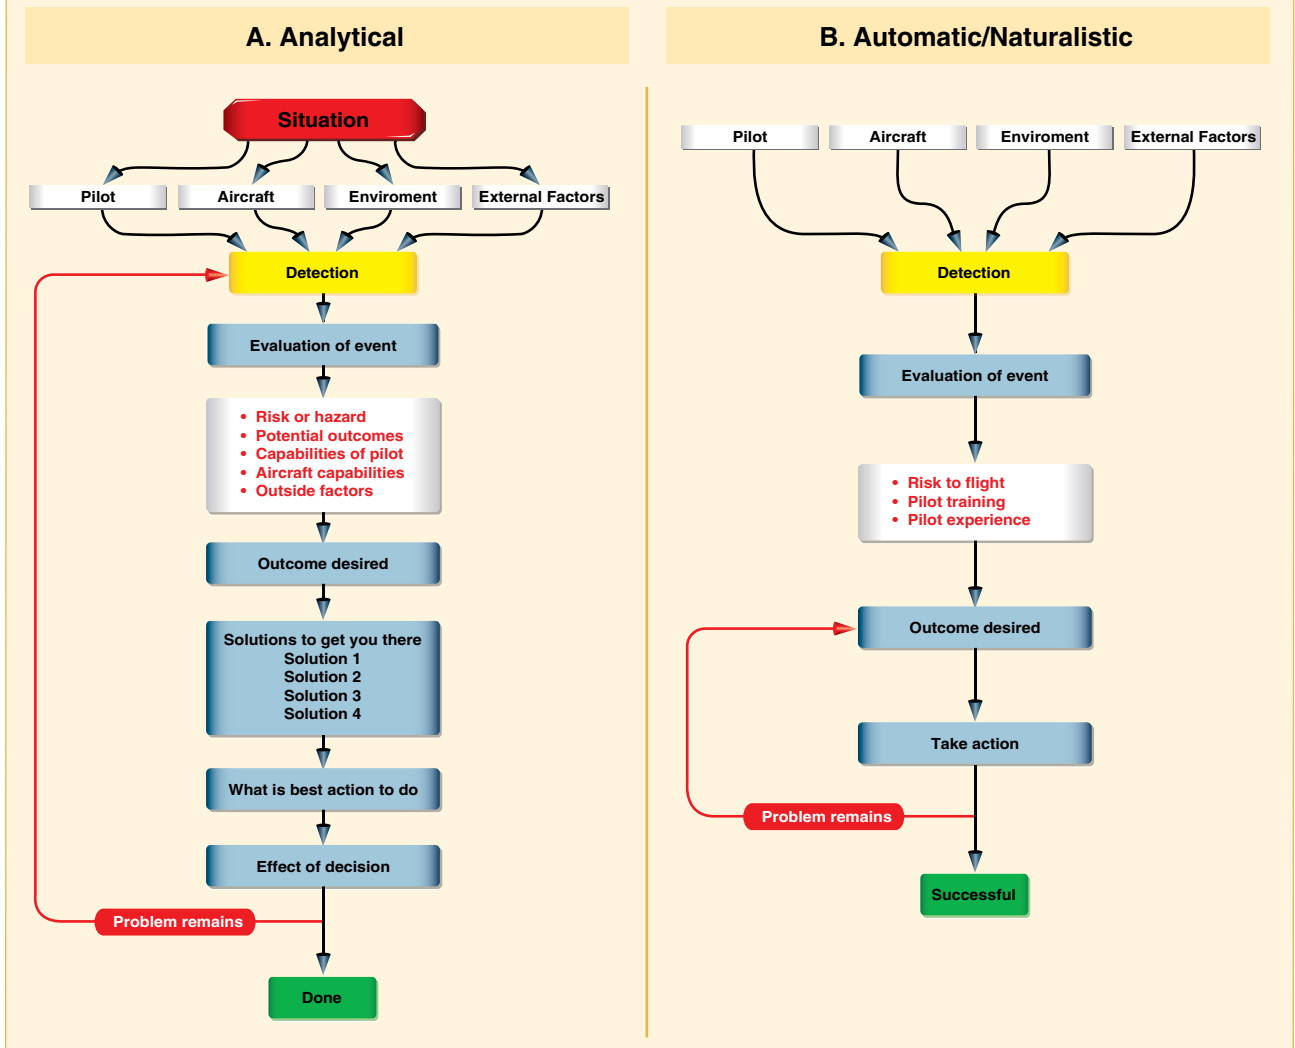 A. Analytical
Situation
Pilot
Aircraft
Enviroment
External Factors
Detection
Evaluation of event
• Risk or hazard
• Potential outcomes
• Capabilities of pilot
• Aircraft capabilities
• Outside factors
Outcome desired
Solutions to get you there
Solution 1
Solution 2
Solution 3
Solution 4
What is best action to do
Effect of decision
Problem remains
Done
B. Automatic/Naturalistic
Pilot
Aircraft
Enviroment
External Factors
Detection
Evaluation of event
• Risk to flight
• Pilot training
• Pilot experience
Outcome desired
Take action
Problem remains
Successful